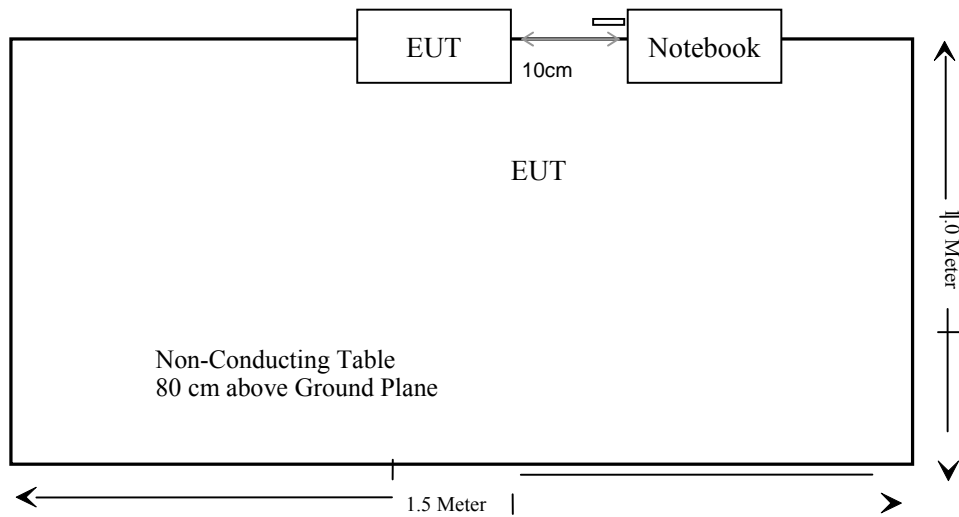 EUT
Notebook
10cm
EUT
1.0 Meter
Non-Conducting Table
80 cm above Ground Plane
1.5 Meter